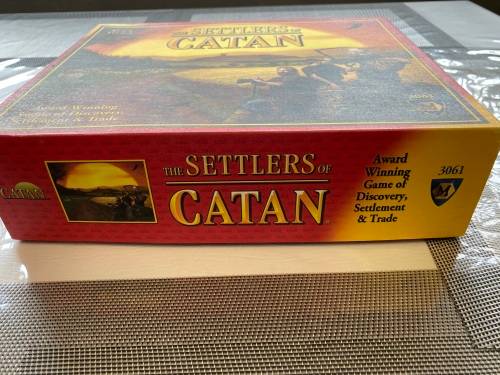 THE SETTLERS OF
CATAN
3061
Award Winning
Game of Discovery,
Settlement & Trade
CATAN
THE SETTLERS OF
CATAN
Award
Winning
Game of
Discovery,
Settlement
& Trade
3061
M